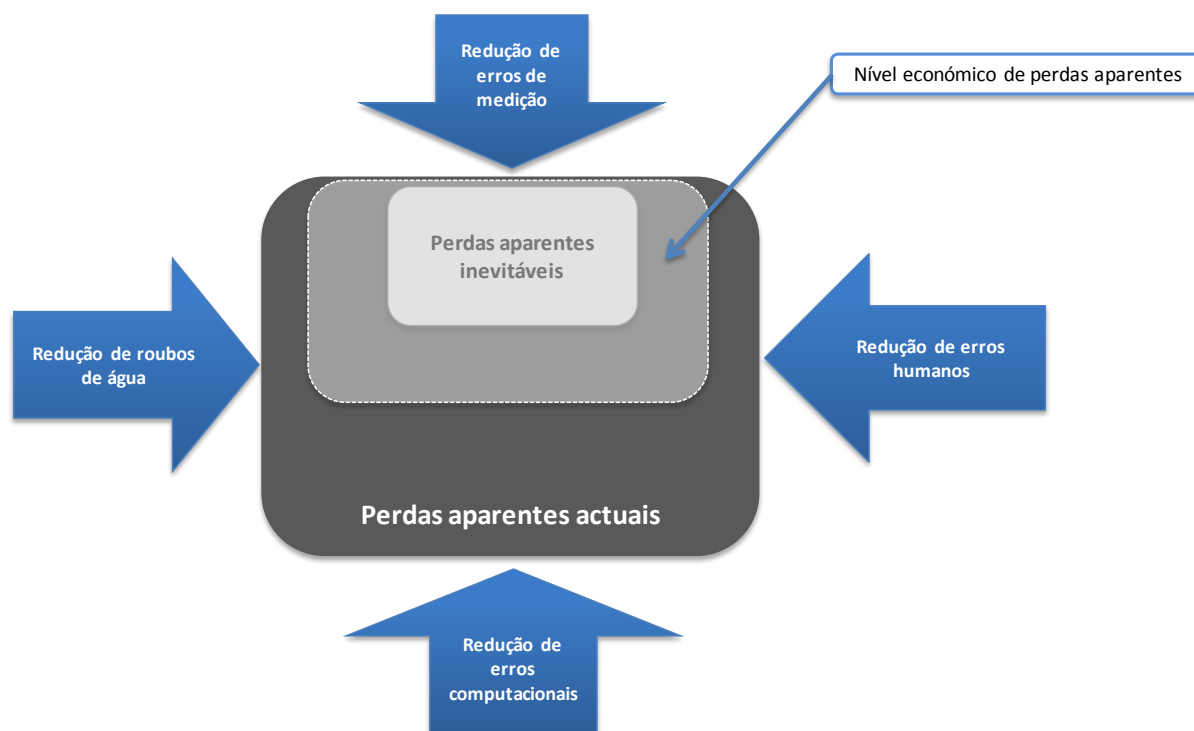 Redução de
erros de
medição
Nível económico de perdas aparentes
Perdas aparentes
inevitáveis
Redução de roubos
de água
Redução de erros
humanos
Perdas aparentes actuais
Redução de
erros
computacionais